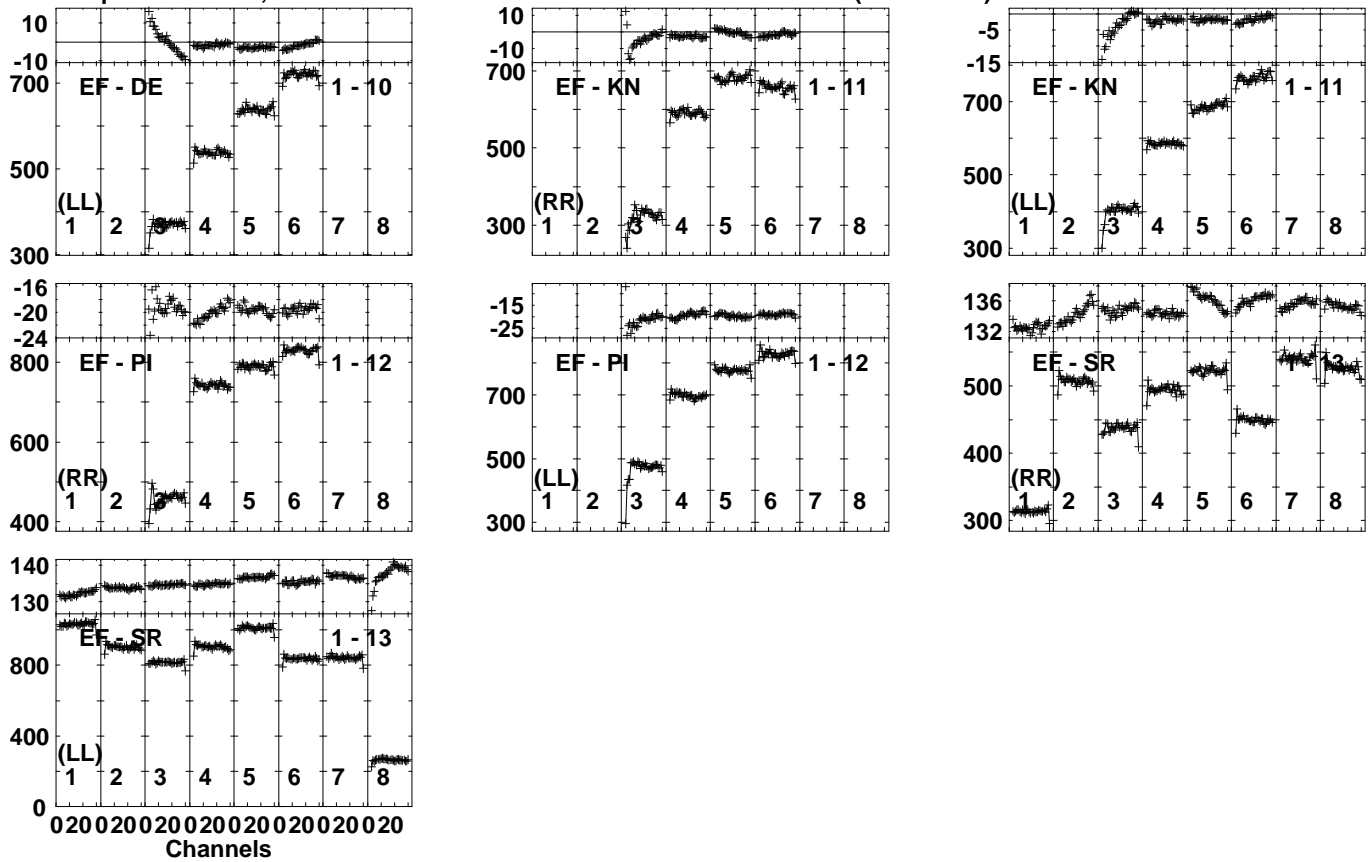 10
-10
700
500
300
EF - DE
1 - 10
(LL)
1 2 3 4 5 6 7 8
10
-10
700
500
300
EF - KN
1 - 11
(RR)
1 2 3 4 5 6 7 8
-5
-15
700
500
300
EF - KN
1 - 11
(LL)
1 2 3 4 5 6 7 8
-16
-20
-24
800
600
400
EF - PI
1 - 12
(RR)
1 2 3 4 5 6 7 8
-15
-25
700
500
300
EF - PI
1 - 12
(LL)
1 2 3 4 5 6 7 8
136
132
500
400
300
EF - SR
1 - 13
(RR)
1 2 3 4 5 6 7 8
140
130
800
400
0
EF - SR
1 - 13
(LL)
1 2 3 4 5 6 7 8
020020020020020020020020
Channels